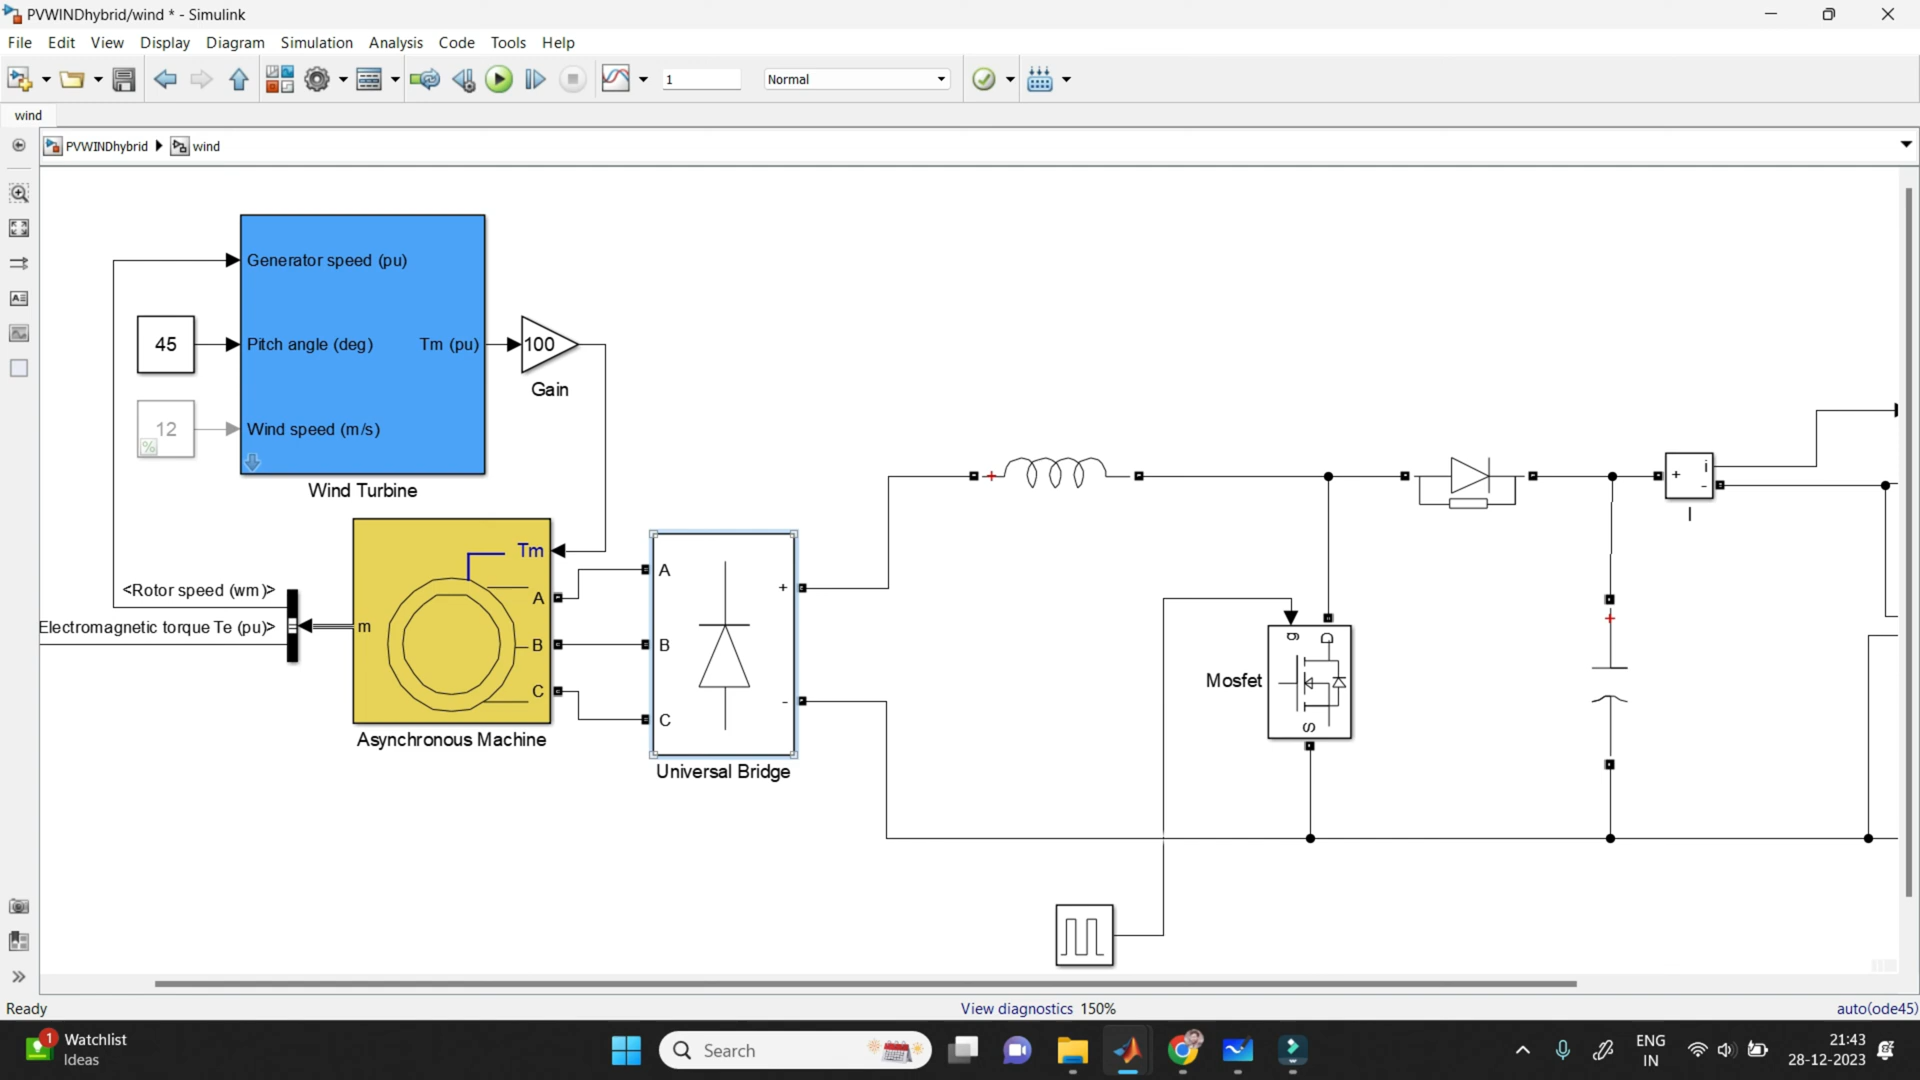 PVWINDhybrid/wind * - Simulink
File Edit View Display Diagram Simulation Analysis Code Tools Help
1 Normal
wind
PVWINDhybrid wind
Generator speed (pu)
45 Pitch angle (deg) Tm (pu) 100
Gain
12 Wind speed (m/s)
%
Wind Turbine
+ i
-
I
Tm
<Rotor speed (wm)>
Electromagnetic torque Te (pu)>
m
A
B
C
Asynchronous Machine
A
B
C
+
-
Universal Bridge
+
g D
Mosfet
S
+
Ready View diagnostics 150% auto(ode45)
1 Watchlist
Ideas
Search
ENG
IN
21:43
28-12-2023